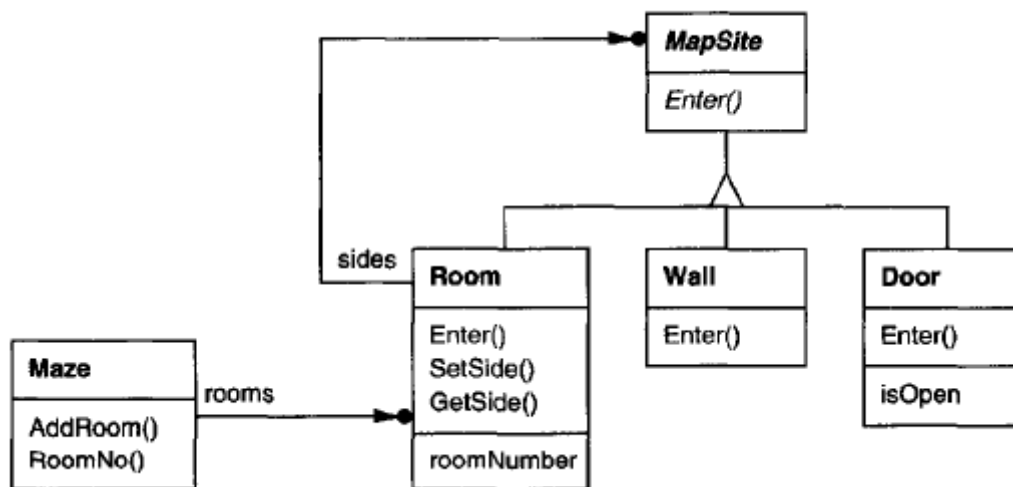 MapSite
Enter()
sides
Room
Enter()
SetSide()
GetSide()
roomNumber
Wall
Enter()
Door
Enter()
isOpen
Maze
AddRoom()
RoomNo()
rooms